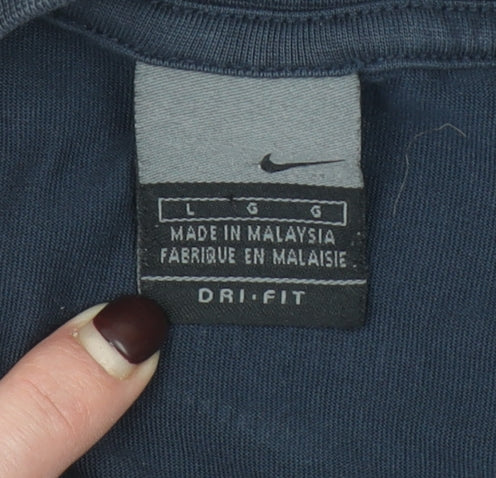 L G G
MADE IN MALAYSIA
FABRIQUE EN MALAISIE
DRI•FIT